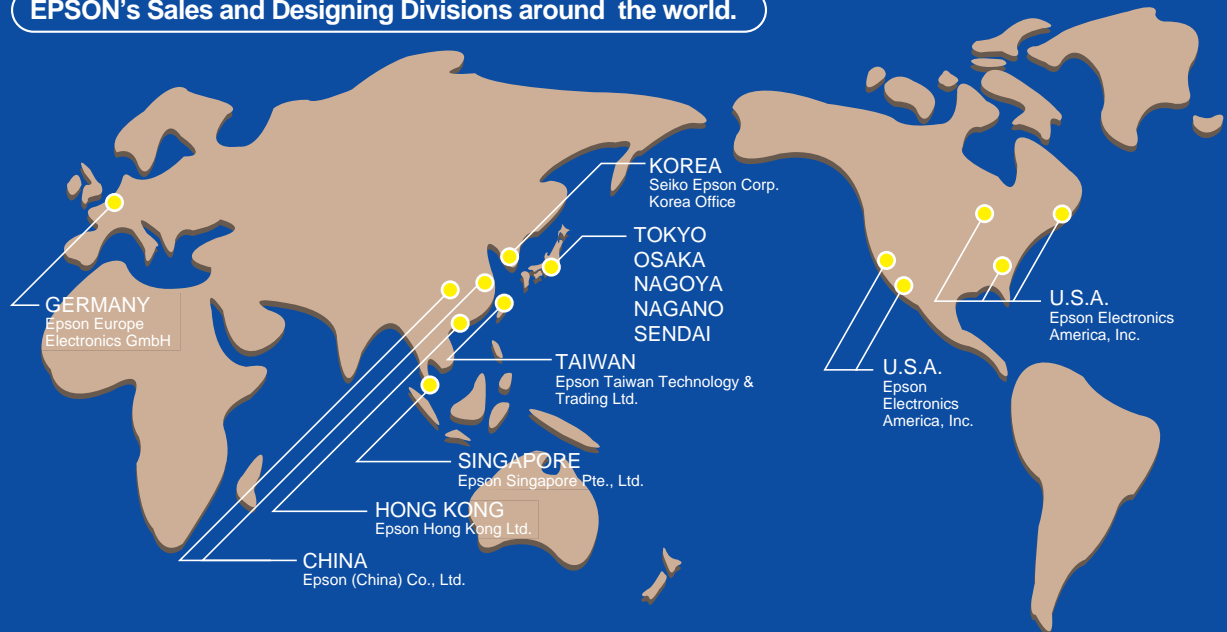 EPSON's Sales and Designing Divisions around the world.
KOREA
Seiko Epson Corp.
Korea Office
TOKYO
OSAKA
NAGOYA
NAGANO
SENDAI
GERMANY
Epson Europe
Electronics GmbH
U.S.A.
Epson Electronics
America, Inc.
TAIWAN
Epson Taiwan Technology &
Trading Ltd.
U.S.A.
Epson
Electronics
America, Inc.
SINGAPORE
Epson Singapore Pte., Ltd.
HONG KONG
Epson Hong Kong Ltd.
CHINA
Epson (China) Co., Ltd.